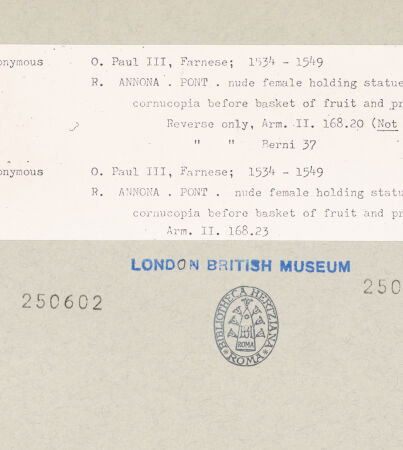 onymous O. Paul III, Farnese; 1534 - 1549
R. ANNONA . PONT . nude female holding statue
cornucopia before basket of fruit and pr
Reverse only, Arm. II. 168.20 (Not
" " Berni 37
onymous O. Paul III, Farnese; 1534 - 1549
R. ANNONA . PONT . nude female holding statu
cornucopia before basket of fruit and pr
Arm. II. 168.23
LONDON BRITISH MUSEUM
250602
250
BIBLIOTHECA HERTZIANA
ROMA
ROMA